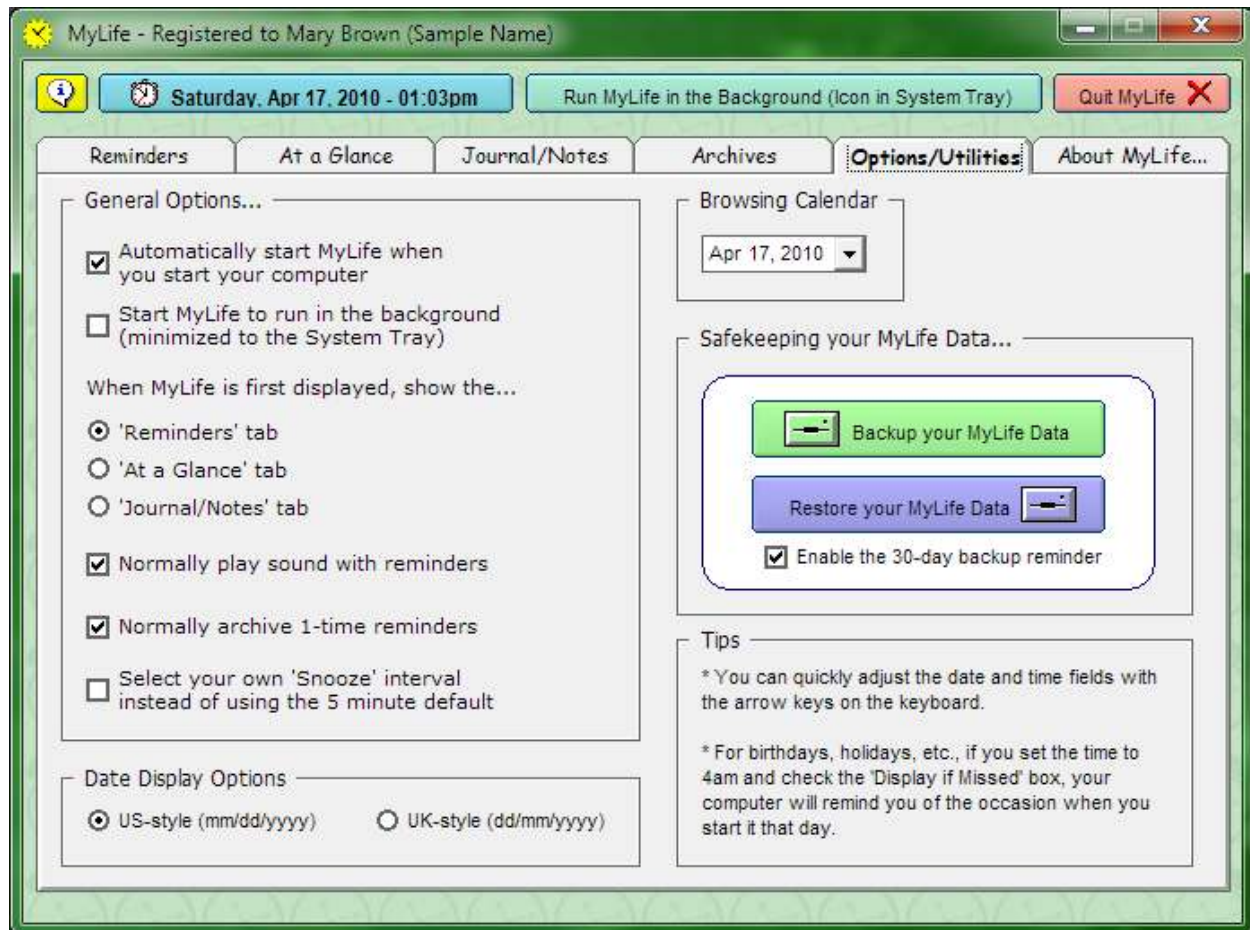 MyLife - Registered to Mary Brown (Sample Name)
Saturday, Apr 17, 2010 - 01:03pm
Run MyLife in the Background (Icon in System Tray)
Quit MyLife
Reminders
At a Glance
Journal/Notes
Archives
Options/Utilities
About MyLife...
General Options...
Automatically start MyLife when
you start your computer
Start MyLife to run in the background
(minimized to the System Tray)
When MyLife is first displayed, show the...
'Reminders' tab
'At a Glance' tab
'Journal/Notes' tab
Normally play sound with reminders
Normally archive 1-time reminders
Select your own 'Snooze' interval
instead of using the 5 minute default
Date Display Options
US-style (mm/dd/yyyy)
UK-style (dd/mm/yyyy)
Browsing Calendar
Apr 17, 2010
Safekeeping your MyLife Data...
Backup your MyLife Data
Restore your MyLife Data
Enable the 30-day backup reminder
Tips
* You can quickly adjust the date and time fields with
the arrow keys on the keyboard.
* For birthdays, holidays, etc., if you set the time to
4am and check the 'Display if Missed' box, your
computer will remind you of the occasion when you
start it that day.